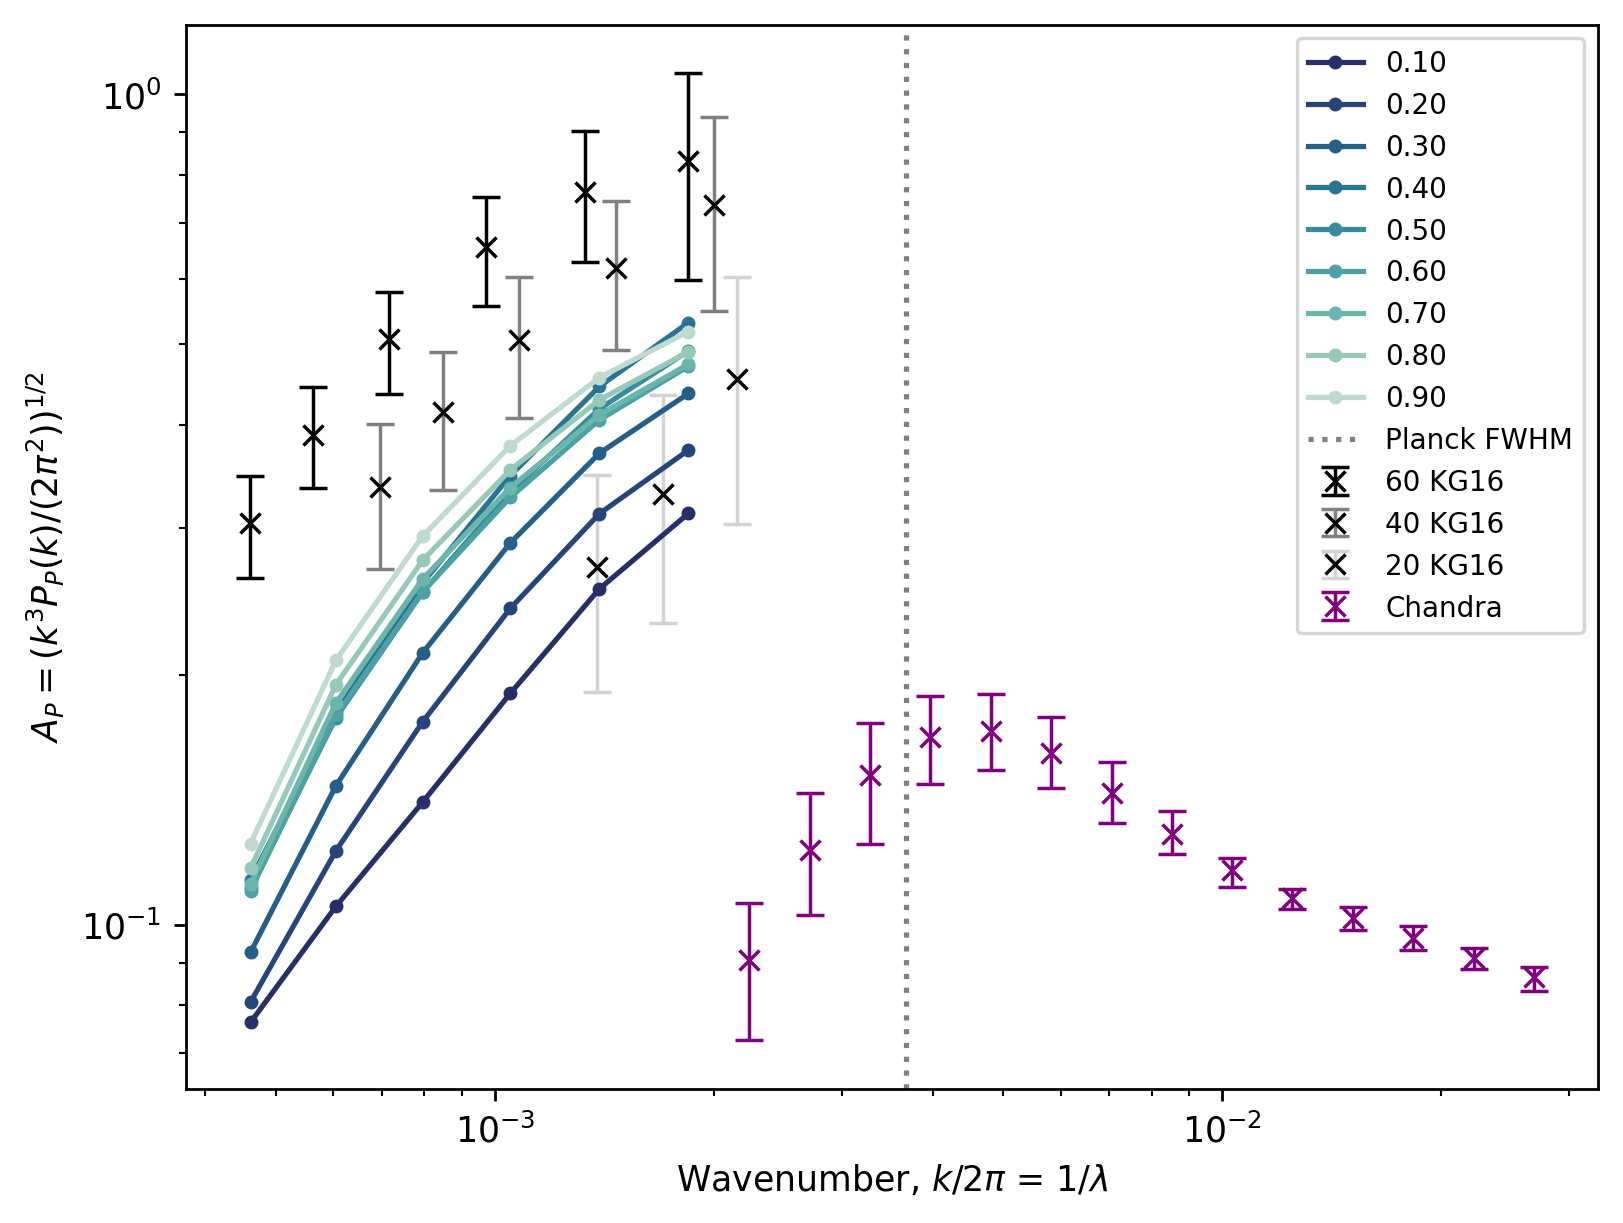 10⁰
10⁻¹
A_P = (k³P_P(k)/(2π²))^{1/2}
10⁻³
10⁻²
Wavenumber, k/2π = 1/λ
0.10
0.20
0.30
0.40
0.50
0.60
0.70
0.80
0.90
Planck FWHM
60 KG16
40 KG16
20 KG16
Chandra